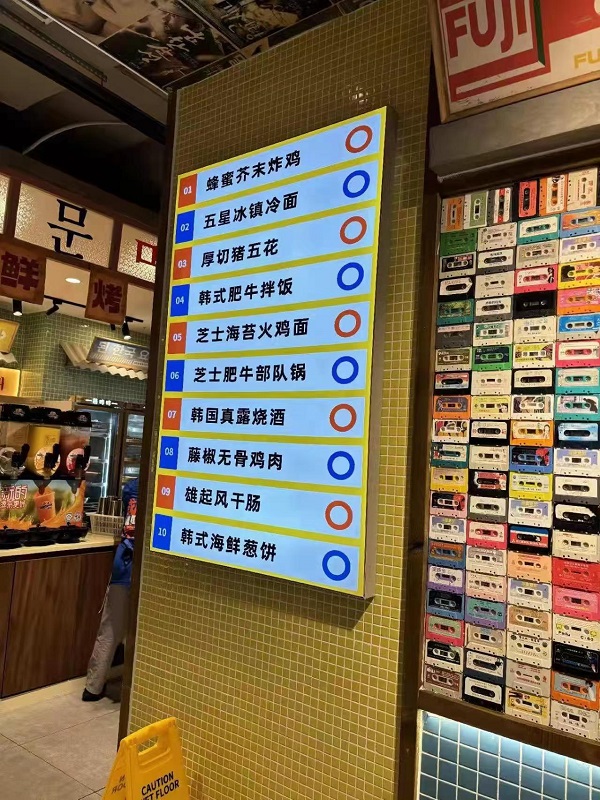 FUJI
FU
01 蜂蜜芥末炸鸡
02 五星冰镇冷面
03 厚切猪五花
04 韩式肥牛拌饭
05 芝士海苔火鸡面
06 芝士肥牛部队锅
07 韩国真露烧酒
08 藤椒无骨鸡肉
09 雄起风干肠
10 韩式海鲜葱饼
문
鲜
烤
CAUTION
WET FLOOR